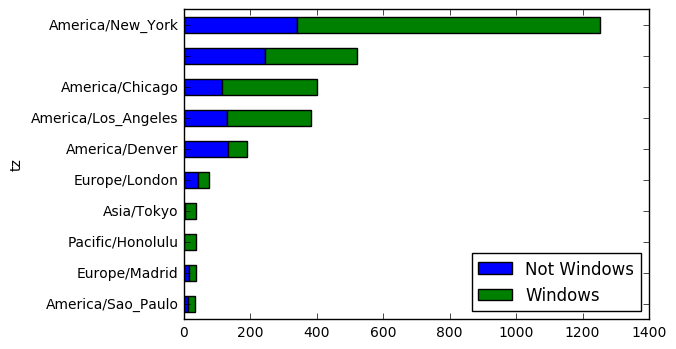 America/New_York
America/Chicago
America/Los_Angeles
America/Denver
Europe/London
Asia/Tokyo
Pacific/Honolulu
Europe/Madrid
America/Sao_Paulo
tz
Not Windows
Windows
0 200 400 600 800 1000 1200 1400